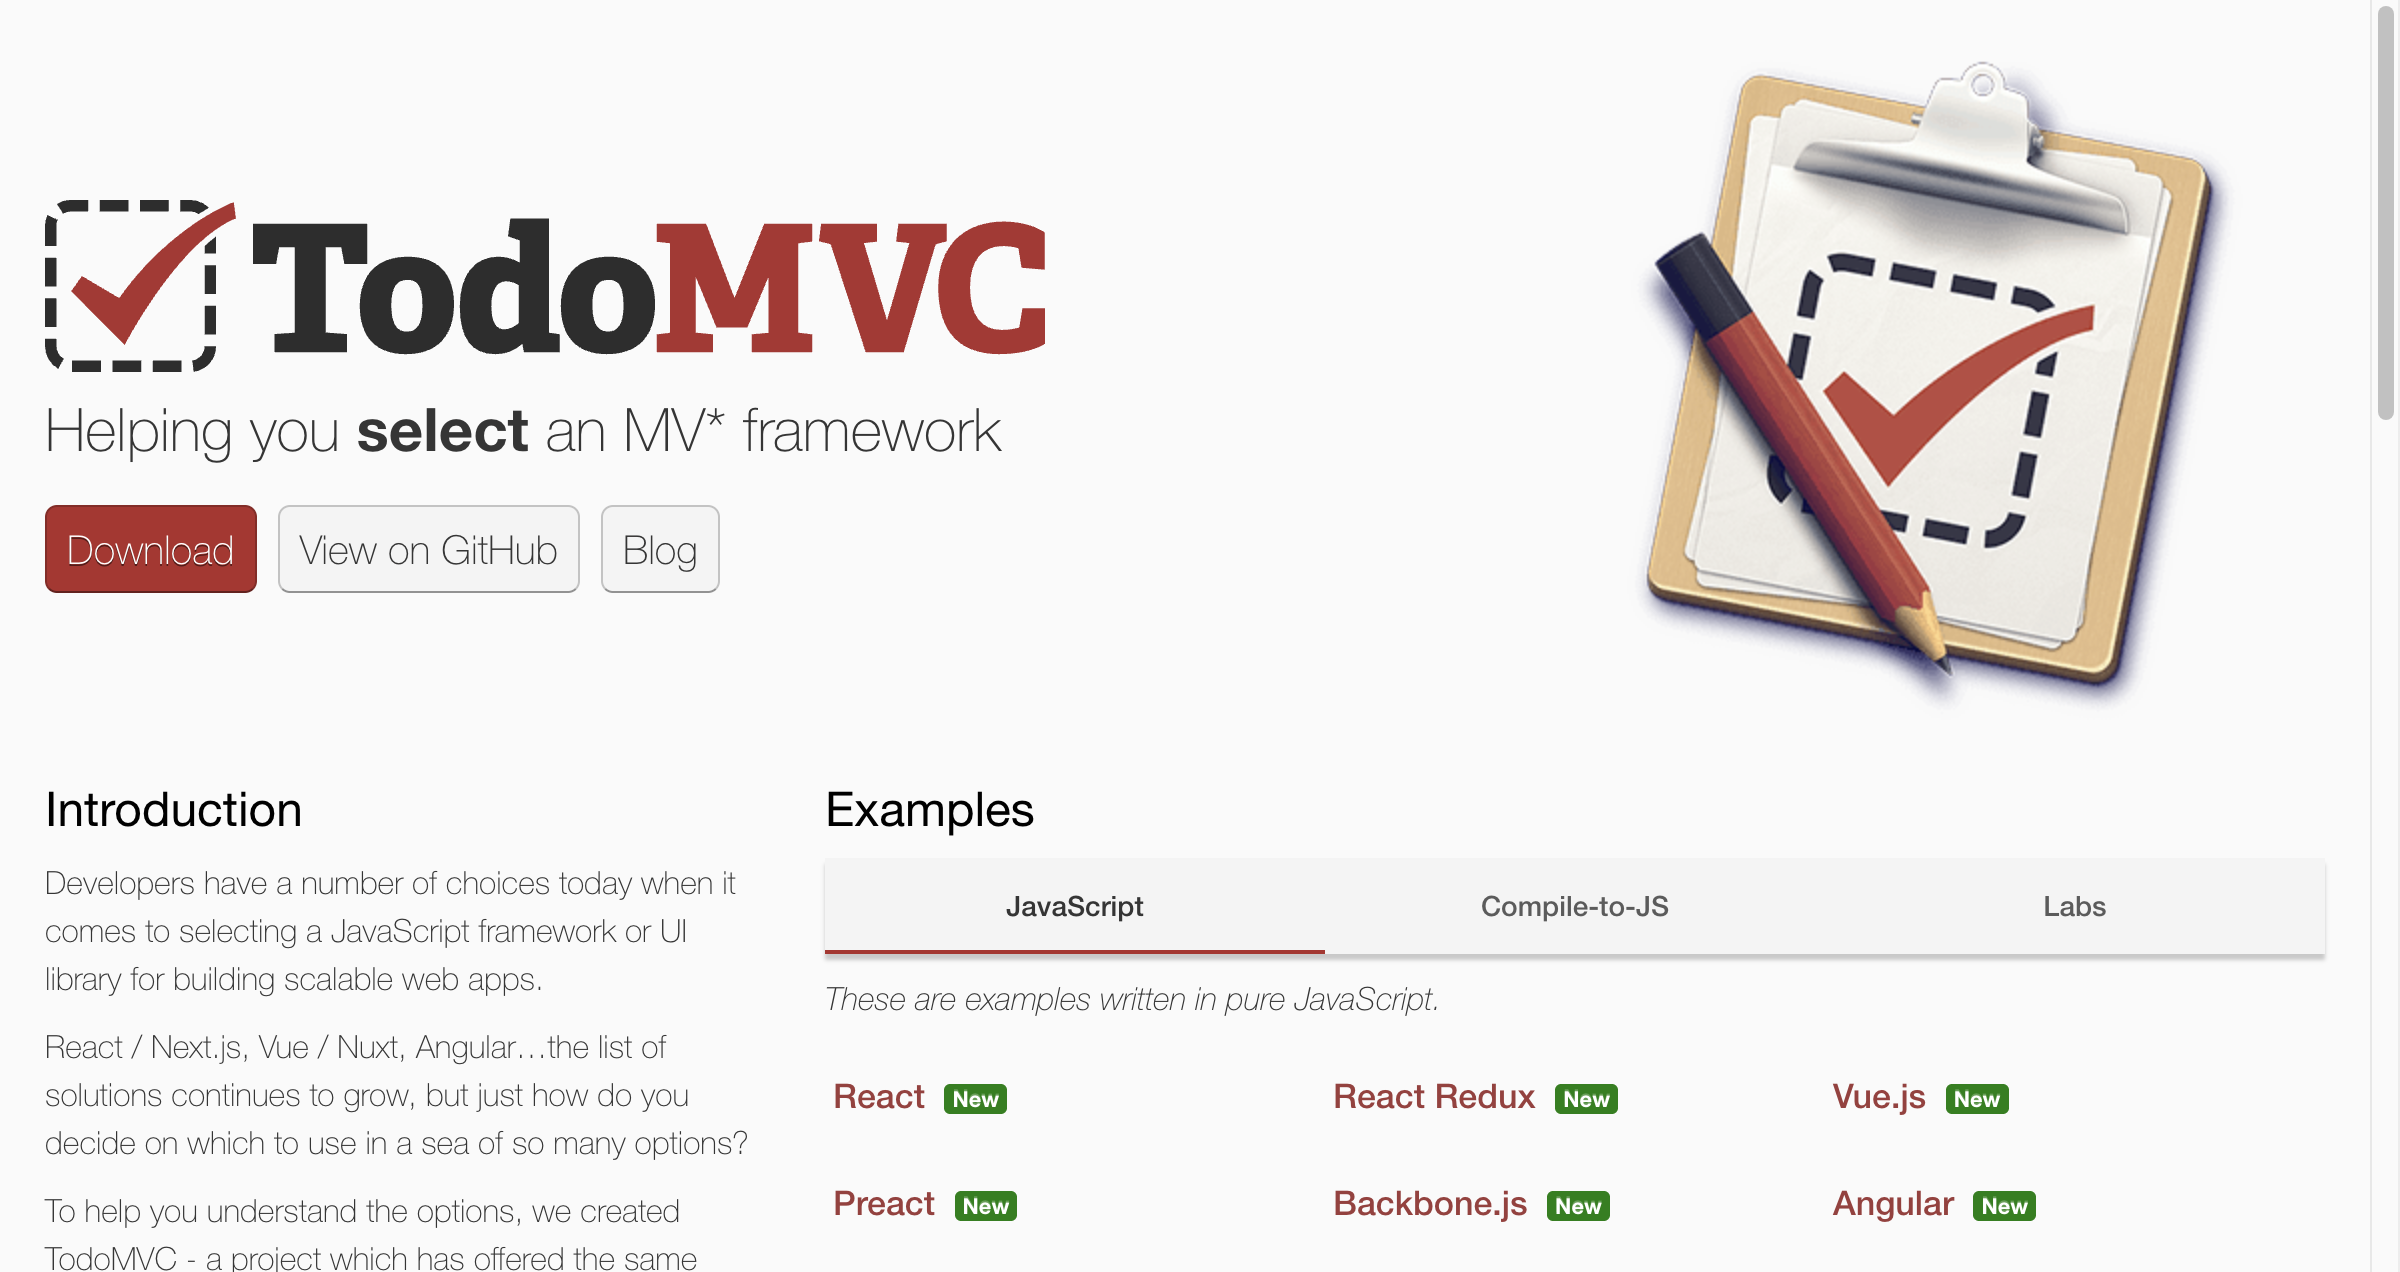 TodoMVC
Helping you select an MV* framework
Download
View on GitHub
Blog
Introduction
Developers have a number of choices today when it
comes to selecting a JavaScript framework or UI
library for building scalable web apps.
React / Next.js, Vue / Nuxt, Angular…the list of
solutions continues to grow, but just how do you
decide on which to use in a sea of so many options?
To help you understand the options, we created
TodoMVC - a project which has offered the same
Examples
JavaScript
Compile-to-JS
Labs
These are examples written in pure JavaScript.
React New
React Redux New
Vue.js New
Preact New
Backbone.js New
Angular New